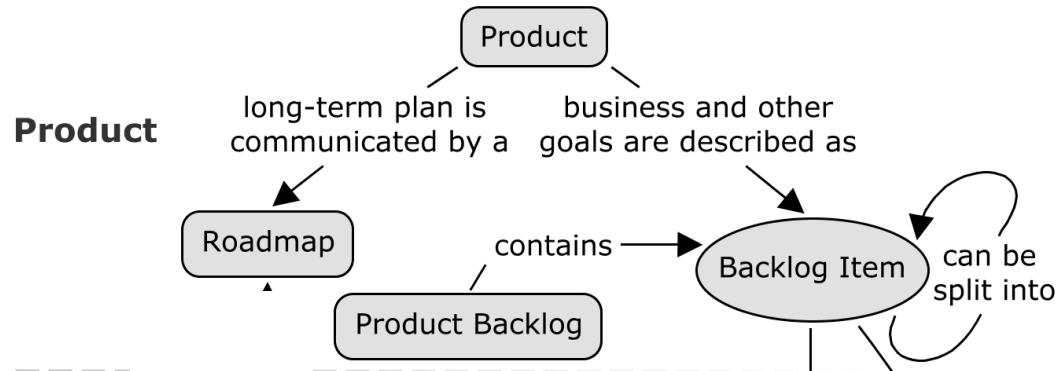 Product
long-term plan is
communicated by a
business and other
goals are described as
Product
Roadmap
contains
Backlog Item
can be
split into
Product Backlog